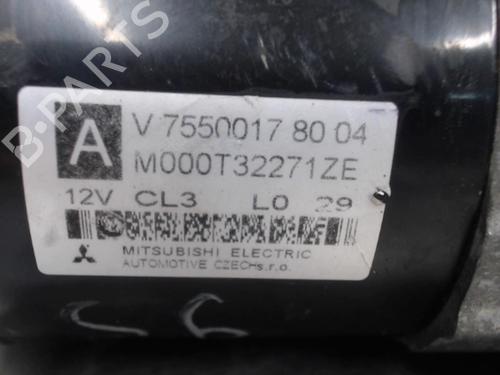 B-PARTS
A
V 7550017 80 04
M000T32271ZE
12V CL3 L0 29
MITSUBISHI ELECTRIC
AUTOMOTIVE CZECH s.r.o.